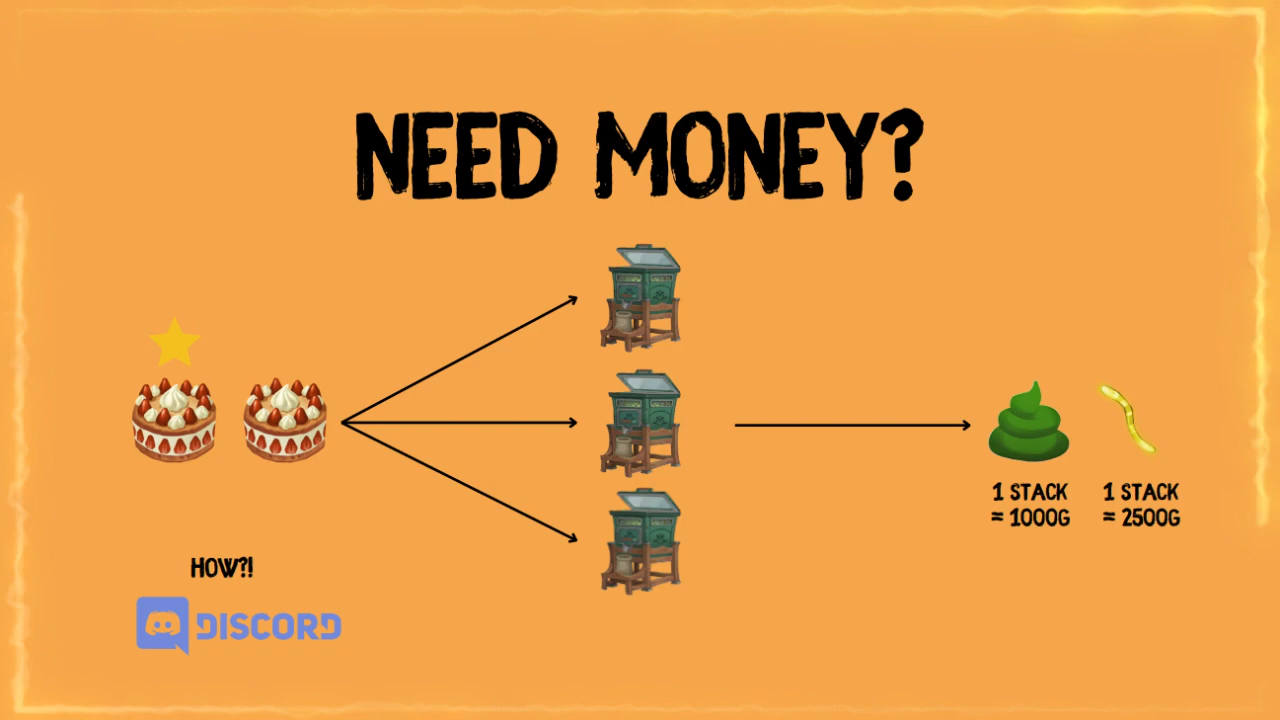 NEED MONEY?
1 STACK
= 1000G
1 STACK
= 2500G
HOW?!
DISCORD